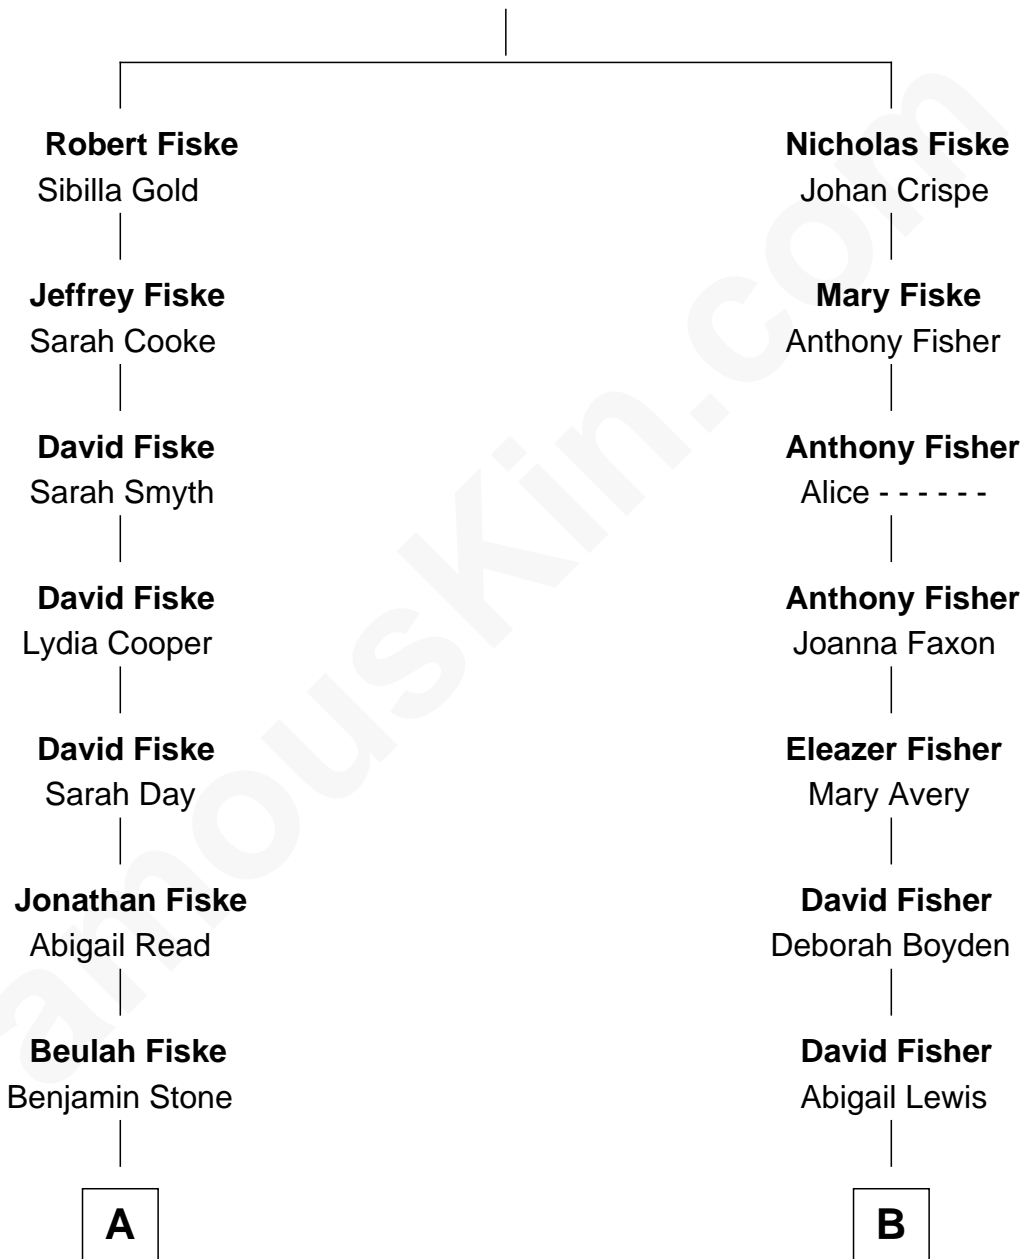 Robert Fiske
Sibilla Gold
Jeffrey Fiske
Sarah Cooke
David Fiske
Sarah Smyth
David Fiske
Lydia Cooper
David Fiske
Sarah Day
Jonathan Fiske
Abigail Read
Beulah Fiske
Benjamin Stone
A
Nicholas Fiske
Johan Crispe
Mary Fiske
Anthony Fisher
Anthony Fisher
Alice - - - - - -
Anthony Fisher
Joanna Faxon
Eleazer Fisher
Mary Avery
David Fisher
Deborah Boyden
David Fisher
Abigail Lewis
B
amousKin.com